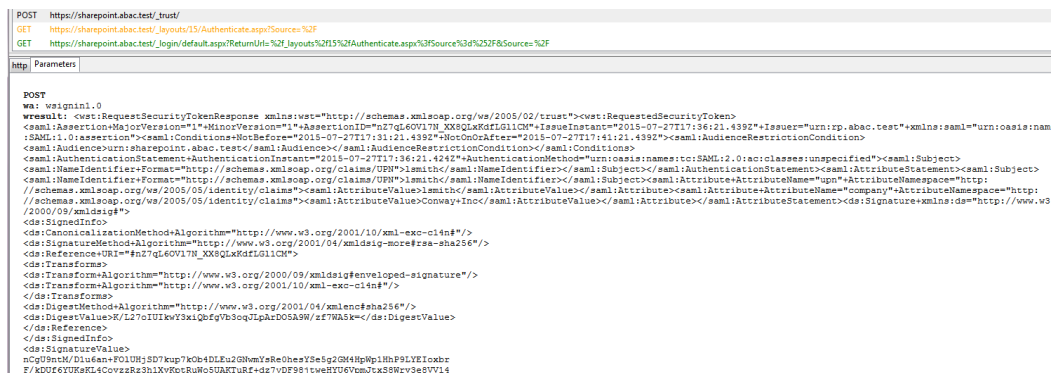 POST https://sharepoint.abac.test/_trust/
GET https://sharepoint.abac.test/_layouts/15/Authenticate.aspx?Source=%2F
GET https://sharepoint.abac.test/_login/default.aspx?ReturnUrl=%2f_layouts%2f15%2fAuthenticate.aspx%3fSource%3d%252F&Source=%2F
http Parameters
POST
wa: wsignin1.0
wresult: <wst:RequestSecurityTokenResponse xmlns:wst="http://schemas.xmlsoap.org/ws/2005/02/trust"><wst:RequestedSecurityToken>
<saml:Assertion+MajorVersion="1"+MinorVersion="1"+AssertionID="nZ7qL6OVl7N_XX8QLxKdfLGl1CM"+IssueInstant="2015-07-27T17:36:21.439Z"+Issuer="urn:rp.abac.test"+xmlns:saml="urn:oasis:nam
:SAML:1.0:assertion"><saml:Conditions+NotBefore="2015-07-27T17:31:21.439Z"+NotOnOrAfter="2015-07-27T17:41:21.439Z"><saml:AudienceRestrictionCondition>
<saml:Audience>urn:sharepoint.abac.test</saml:Audience></saml:AudienceRestrictionCondition></saml:Conditions>
<saml:AuthenticationStatement+AuthenticationInstant="2015-07-27T17:36:21.424Z"+AuthenticationMethod="urn:oasis:names:tc:SAML:2.0:ac:classes:unspecified"><saml:Subject>
<saml:NameIdentifier+Format="http://schemas.xmlsoap.org/claims/UPN">lsmith</saml:NameIdentifier></saml:Subject></saml:AuthenticationStatement><saml:AttributeStatement><saml:Subject>
<saml:NameIdentifier+Format="http://schemas.xmlsoap.org/claims/UPN">lsmith</saml:NameIdentifier></saml:Subject><saml:Attribute+AttributeName="upn"+AttributeNamespace="http:
//schemas.xmlsoap.org/ws/2005/05/identity/claims"><saml:AttributeValue>lsmith</saml:AttributeValue></saml:Attribute><saml:Attribute+AttributeName="company"+AttributeNamespace="http:
//schemas.xmlsoap.org/ws/2005/05/identity/claims"><saml:AttributeValue>Conway+Inc</saml:AttributeValue></saml:Attribute></saml:AttributeStatement><ds:Signature+xmlns:ds="http://www.w3
/2000/09/xmldsig#">
<ds:SignedInfo>
<ds:CanonicalizationMethod+Algorithm="http://www.w3.org/2001/10/xml-exc-c14n#"/>
<ds:SignatureMethod+Algorithm="http://www.w3.org/2001/04/xmldsig-more#rsa-sha256"/>
<ds:Reference+URI="#nZ7qL6OVl7N_XX8QLxKdfLGl1CM">
<ds:Transforms>
<ds:Transform+Algorithm="http://www.w3.org/2000/09/xmldsig#enveloped-signature"/>
<ds:Transform+Algorithm="http://www.w3.org/2001/10/xml-exc-c14n#"/>
</ds:Transforms>
<ds:DigestMethod+Algorithm="http://www.w3.org/2001/04/xmlenc#sha256"/>
<ds:DigestValue>K/L27oIUIkwY3xiQbfgVb3oqJLpArDO5A9W/zf7WA5k=</ds:DigestValue>
</ds:Reference>
</ds:SignedInfo>
<ds:SignatureValue>
nCgU9ntM/D1u6an+FOlUHjSD7kup7kOb4DLEu2GNwmYsRe0hesYSe5g2GM4HpWp1HhP9LYEIoxbr
F/kDUf6YUKsKL4CoyzzRz3hlXyKptRuWo5UAKTuRf+dz7yDF98jtweHYU6VpmJtxS8Wry3e8VV14